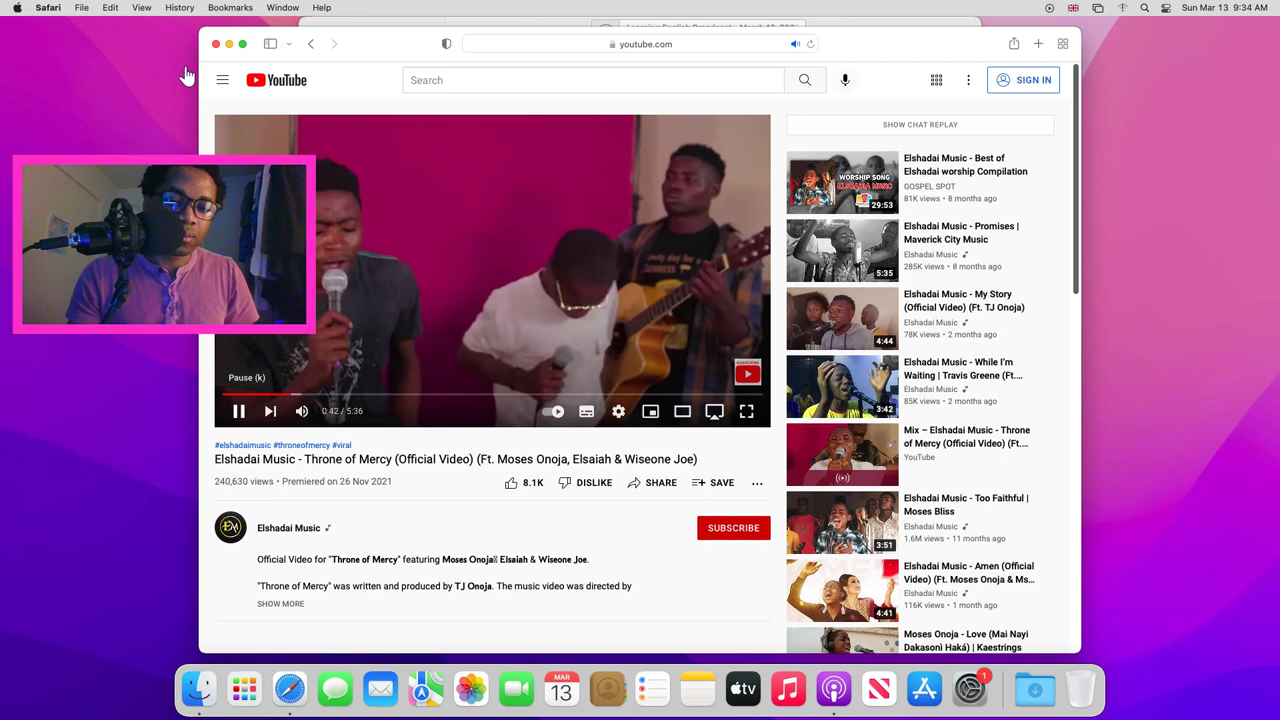 Safari File Edit View History Bookmarks Window Help
Sun Mar 13 9:34 AM
youtube.com
YouTube
Search
SIGN IN
Pause (k)
0:42 / 5:36
#elshadaimusic #throneofmercy #viral
Elshadai Music - Throne of Mercy (Official Video) (Ft. Moses Onoja, Elsaiah & Wiseone Joe)
240,630 views • Premiered on 26 Nov 2021
8.1K DISLIKE SHARE SAVE
Elshadai Music
SUBSCRIBE
Official Video for "Throne of Mercy" featuring Moses Onoja Elsaiah & Wiseone Joe.
"Throne of Mercy" was written and produced by TJ Onoja. The music video was directed by
SHOW MORE
SHOW CHAT REPLAY
WORSHIP SONG
29:53
Elshadai Music - Best of
Elshadai worship Compilation
GOSPEL SPOT
81K views • 8 months ago
5:35
Elshadai Music - Promises |
Maverick City Music
Elshadai Music
285K views • 8 months ago
4:44
Elshadai Music - My Story
(Official Video) (Ft. TJ Onoja)
Elshadai Music
78K views • 2 months ago
3:42
Elshadai Music - While I'm
Waiting | Travis Greene (Ft....
Elshadai Music
85K views • 2 months ago
Mix – Elshadai Music - Throne
of Mercy (Official Video) (Ft....
YouTube
3:51
Elshadai Music - Too Faithful |
Moses Bliss
Elshadai Music
1.6M views • 11 months ago
4:41
Elshadai Music - Amen (Official
Video) (Ft. Moses Onoja & Ms...
Elshadai Music
116K views • 1 month ago
Moses Onoja - Love (Mai Nayi
Dakasonì Haká) | Kaestrings
MAR
13
tv
1